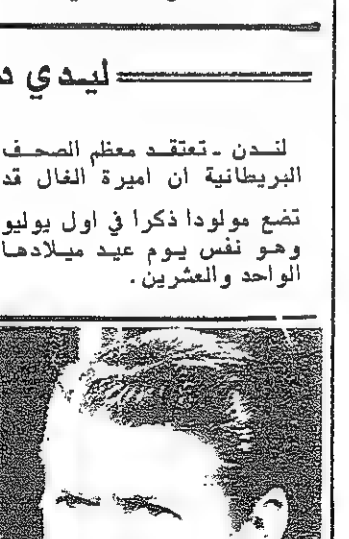 ليدي د
لندن - تعتقد معظم الصحف
البريطانية ان اميرة الغال قد
تضع مولودا ذكرا في اول يوليو
وهو نفس يوم عيد ميلادها
الواحد والعشرين .